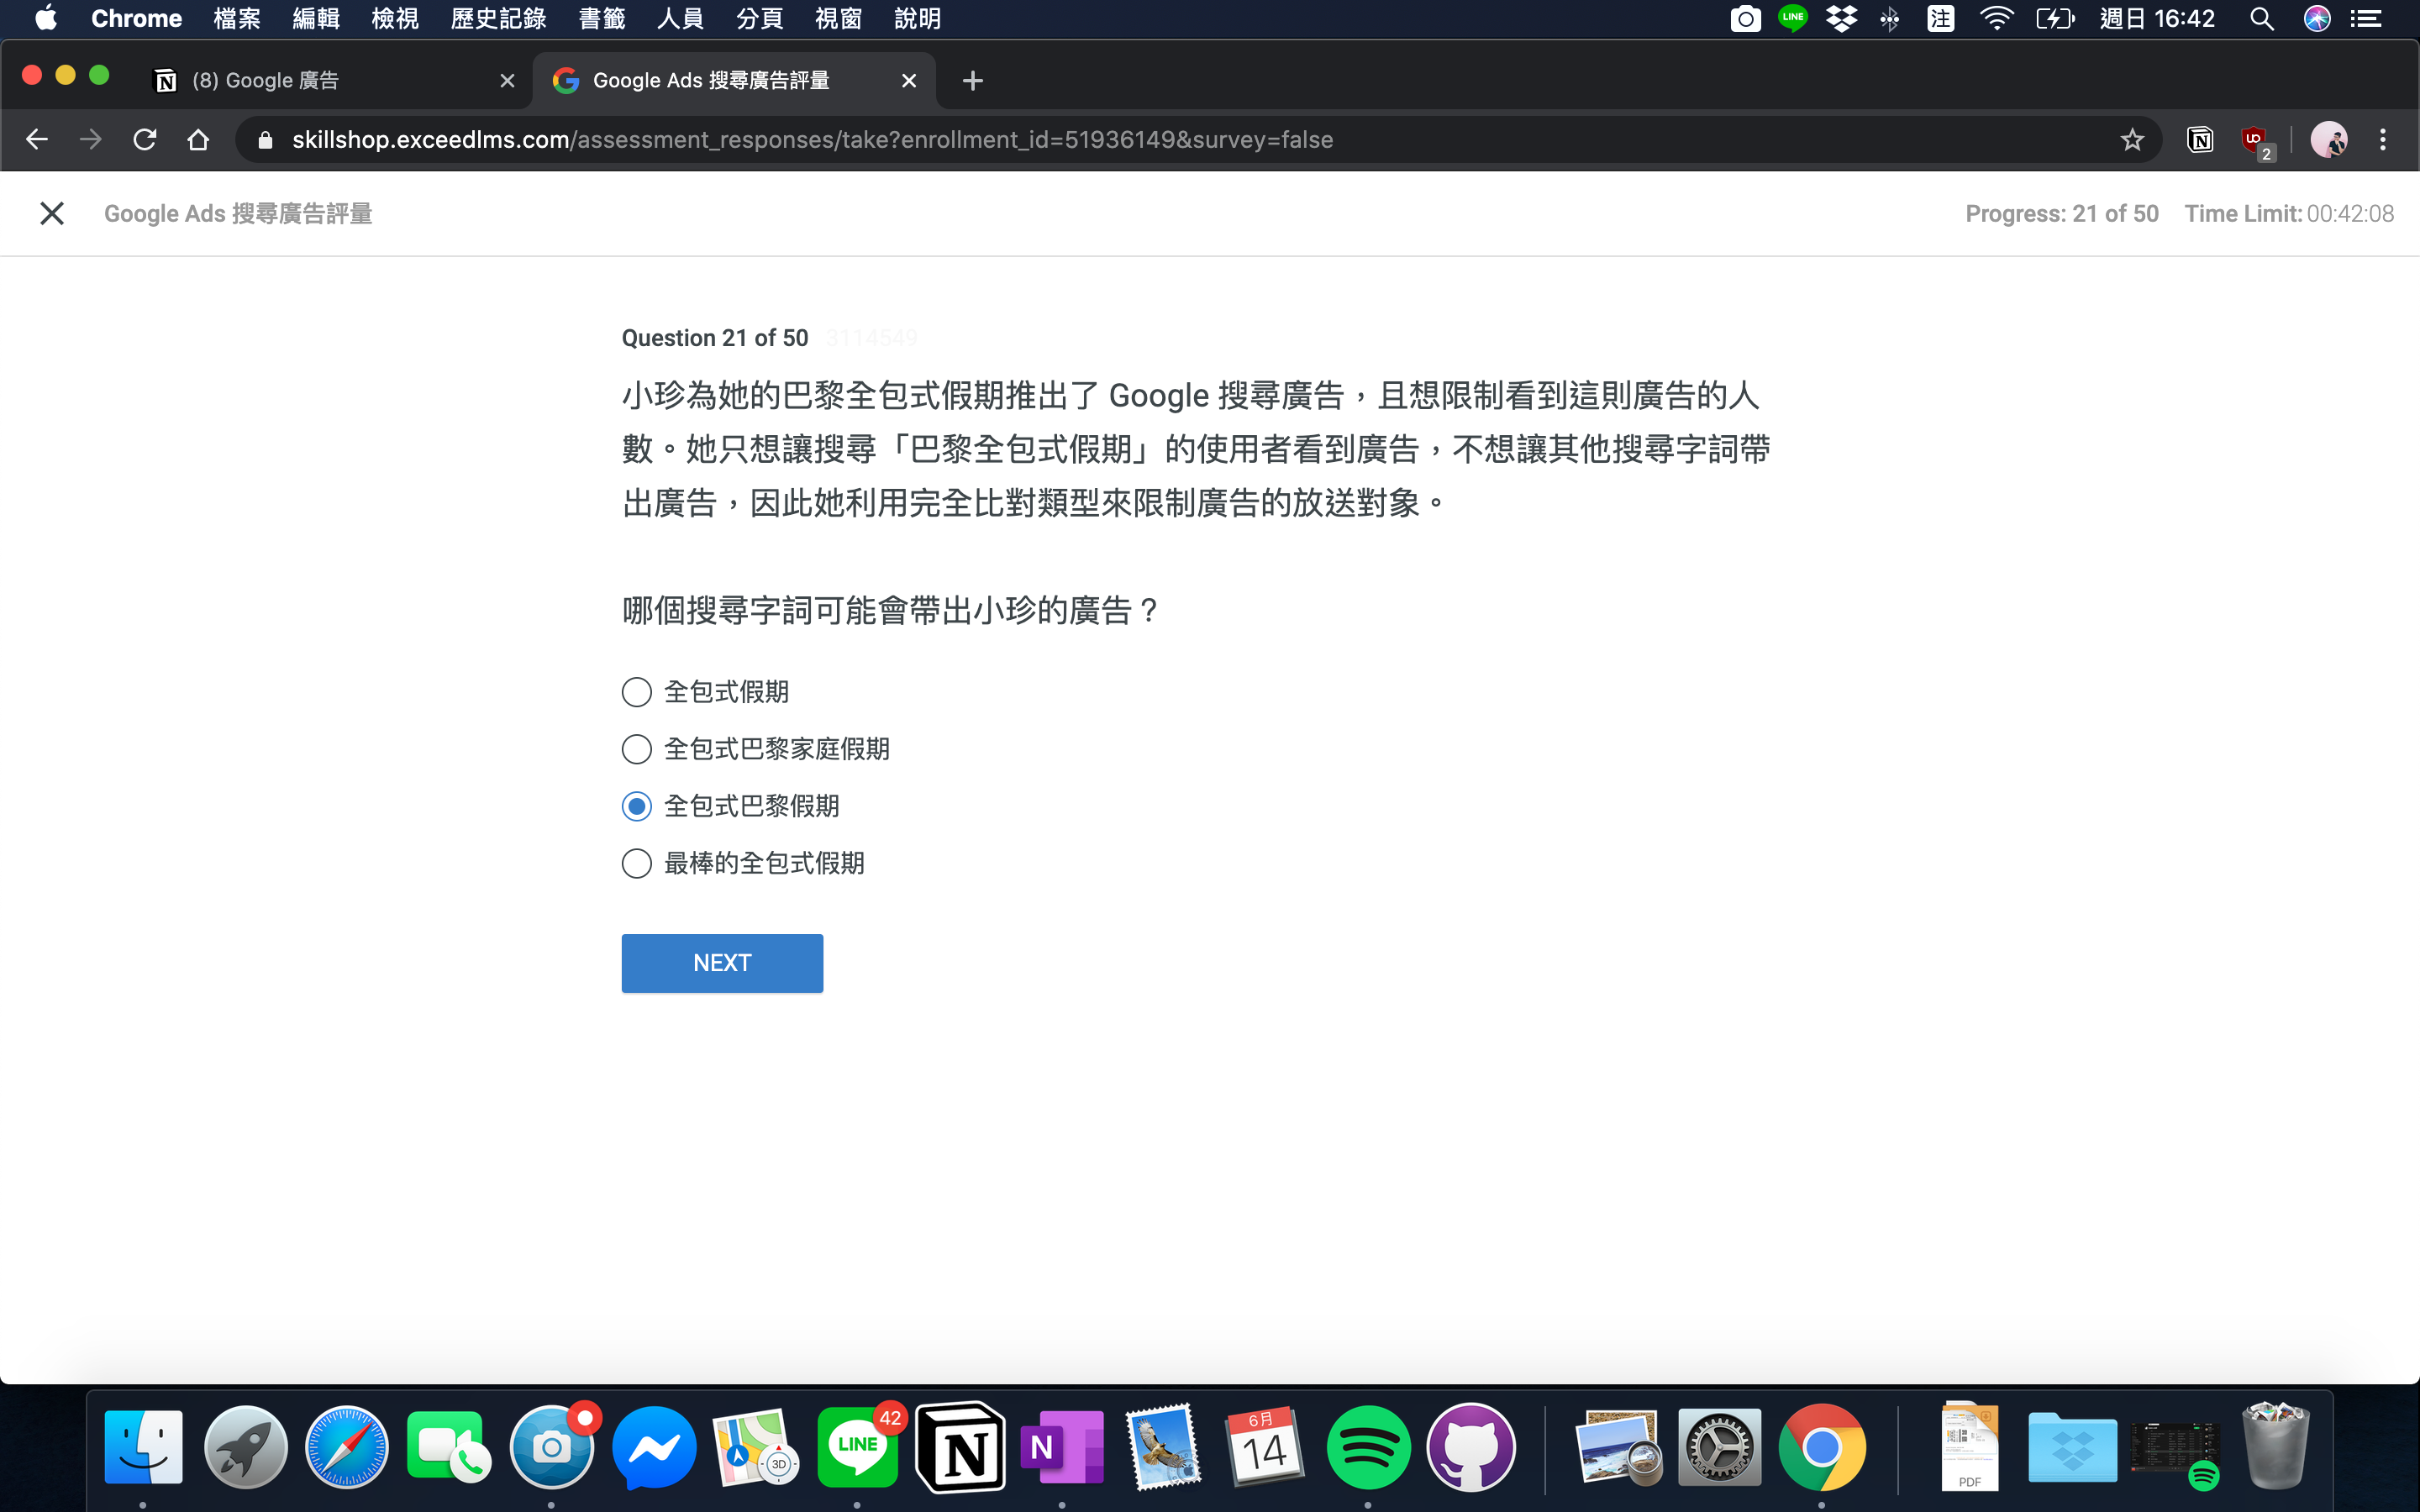 Chrome 檔案 編輯 檢視 歷史記錄 書籤 人員 分頁 視窗 說明 LINE 注 週日 16:42
(8) Google 廣告
Google Ads 搜尋廣告評量
skillshop.exceedlms.com/assessment_responses/take?enrollment_id=51936149&survey=false
2
Google Ads 搜尋廣告評量
Progress: 21 of 50 Time Limit: 00:42:08
Question 21 of 50 3114549
小珍為她的巴黎全包式假期推出了 Google 搜尋廣告，且想限制看到這則廣告的人
數。她只想讓搜尋「巴黎全包式假期」的使用者看到廣告，不想讓其他搜尋字詞帶
出廣告，因此她利用完全比對類型來限制廣告的放送對象。
哪個搜尋字詞可能會帶出小珍的廣告？
全包式假期
全包式巴黎家庭假期
全包式巴黎假期
最棒的全包式假期
NEXT
3D
LINE
42
N
N
6月
14
PDF